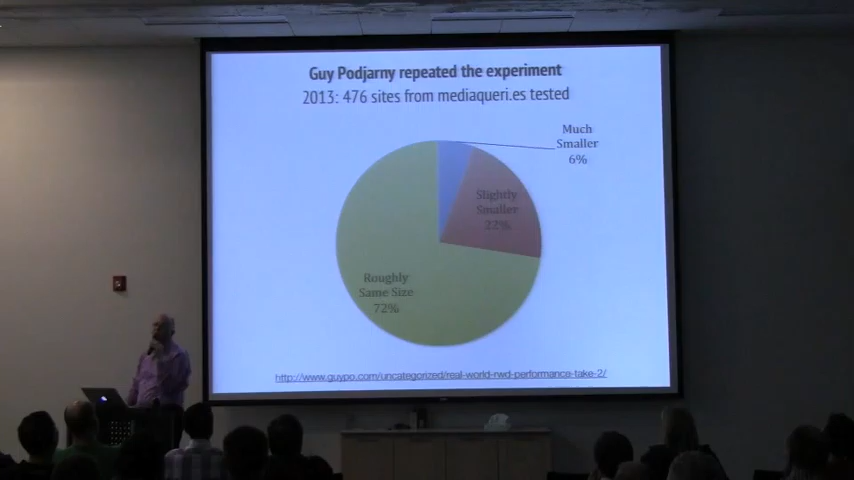 Guy Podjarny repeated the experiment
2013: 476 sites from mediaqueri.es tested
Much
Smaller
6%
Slightly
Smaller
22%
Roughly
Same Size
72%
http://www.guypo.com/uncategorized/real-world-rwd-performance-take-2/